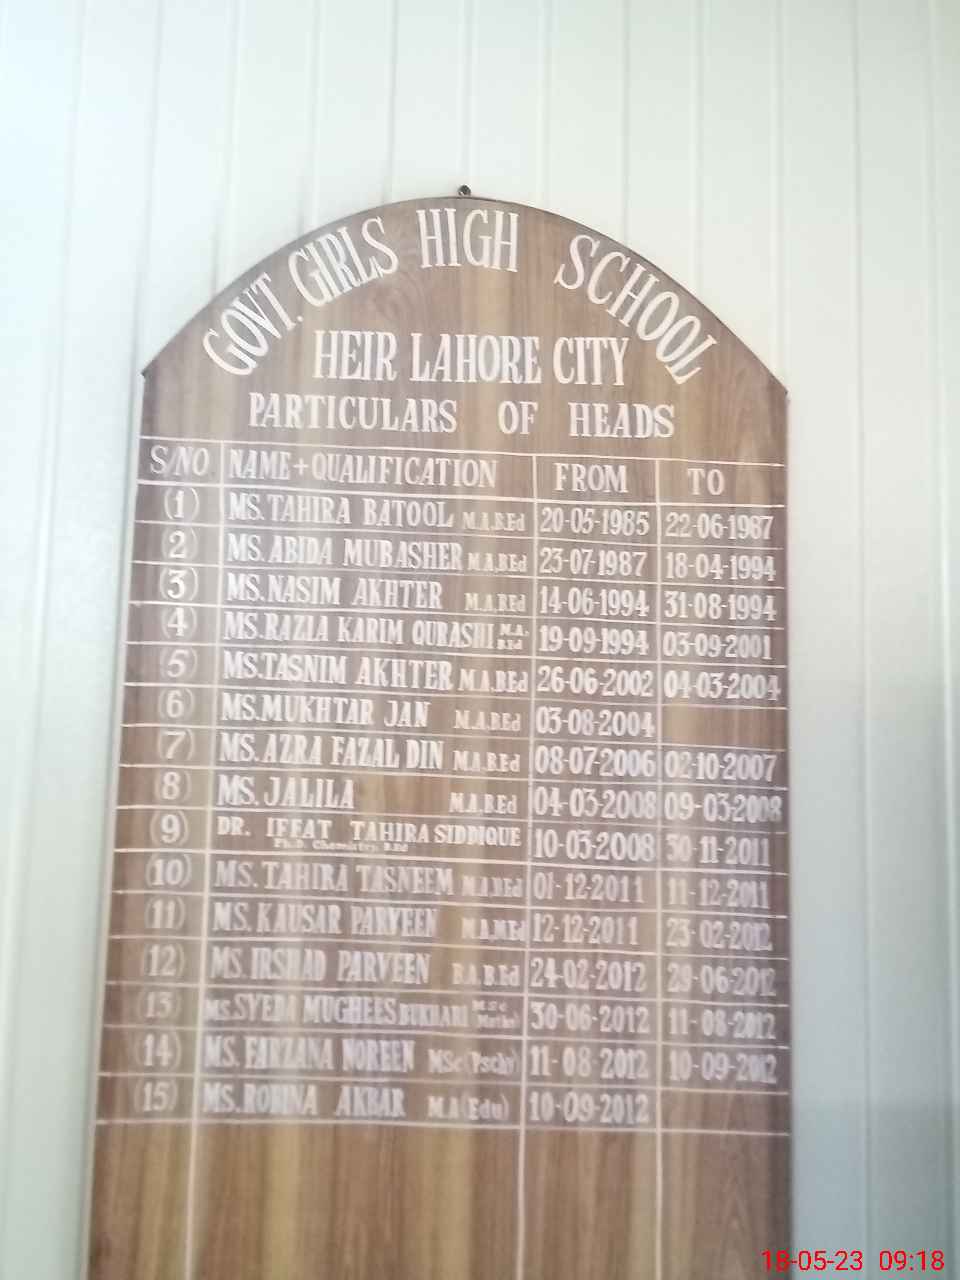 GOVT. GIRLS HIGH SCHOOL
HEIR LAHORE CITY
PARTICULARS OF HEADS
S/NO NAME+QUALIFICATION FROM TO
(1) MS. TAHIRA BATOOL M.A,B.Ed 20-05-1985 22-06-1987
(2) MS. ABIDA MUBASHER M.A,B.Ed 23-07-1987 18-04-1994
(3) MS. NASIM AKHTER M.A,B.Ed 14-06-1994 31-08-1994
(4) MS. RAZIA KARIM QURASHI M.A. B.Ed 19-09-1994 03-09-2001
(5) MS. TASNIM AKHTER M.A,B.Ed 26-06-2002 04-03-2004
(6) MS. MUKHTAR JAN M.A,B.Ed 03-08-2004
(7) MS. AZRA FAZAL DIN M.A,B.Ed 08-07-2006 02-10-2007
(8) MS. JALILA M.A,B.Ed 04-03-2008 09-03-2008
(9) DR. IFFAT TAHIRA SIDDIQUE 10-03-2008 30-11-2011
Ph.D. Chemistry, B.Ed
(10) MS. TAHIRA TASNEEM M.A,B.Ed 01-12-2011 11-12-2011
(11) MS. KAUSAR PARVEEN M.A,M.Ed 12-12-2011 23-02-2012
(12) MS. IRSHAD PARVEEN B.A,B.Ed 24-02-2012 29-06-2012
(13) MS. SYEDA MUGHEES BUKHARI M.Sc (Maths) 30-06-2012 11-08-2012
(14) MS. FARZANA NOREEN MSc (Pschy) 11-08-2012 10-09-2012
(15) MS. ROBINA AKBAR M.A (Edu) 10-09-2012
18-05-23 09:18